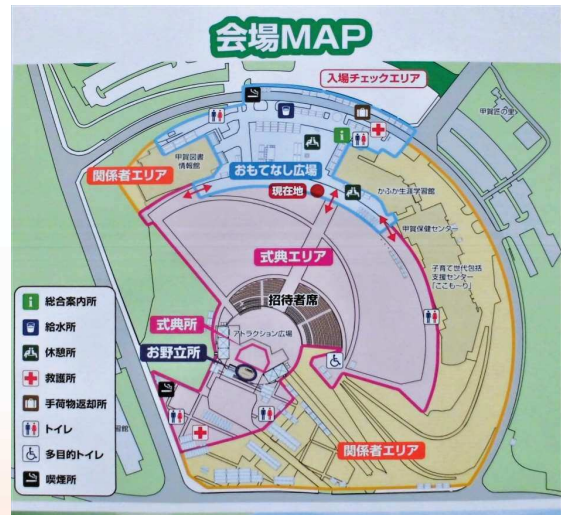 会場MAP
入場チェックエリア
甲賀匠の里
甲賀図書
情報館
関係者エリア
おもてなし広場
現在地
かふか生涯学習館
甲賀保健センター
式典エリア
子育て世代包括
支援センター
「ここも〜り」
招待者席
式典所
アトラクション広場
お野立所
関係者エリア
総合案内所
給水所
休憩所
救護所
手荷物返却所
トイレ
多目的トイレ
喫煙所